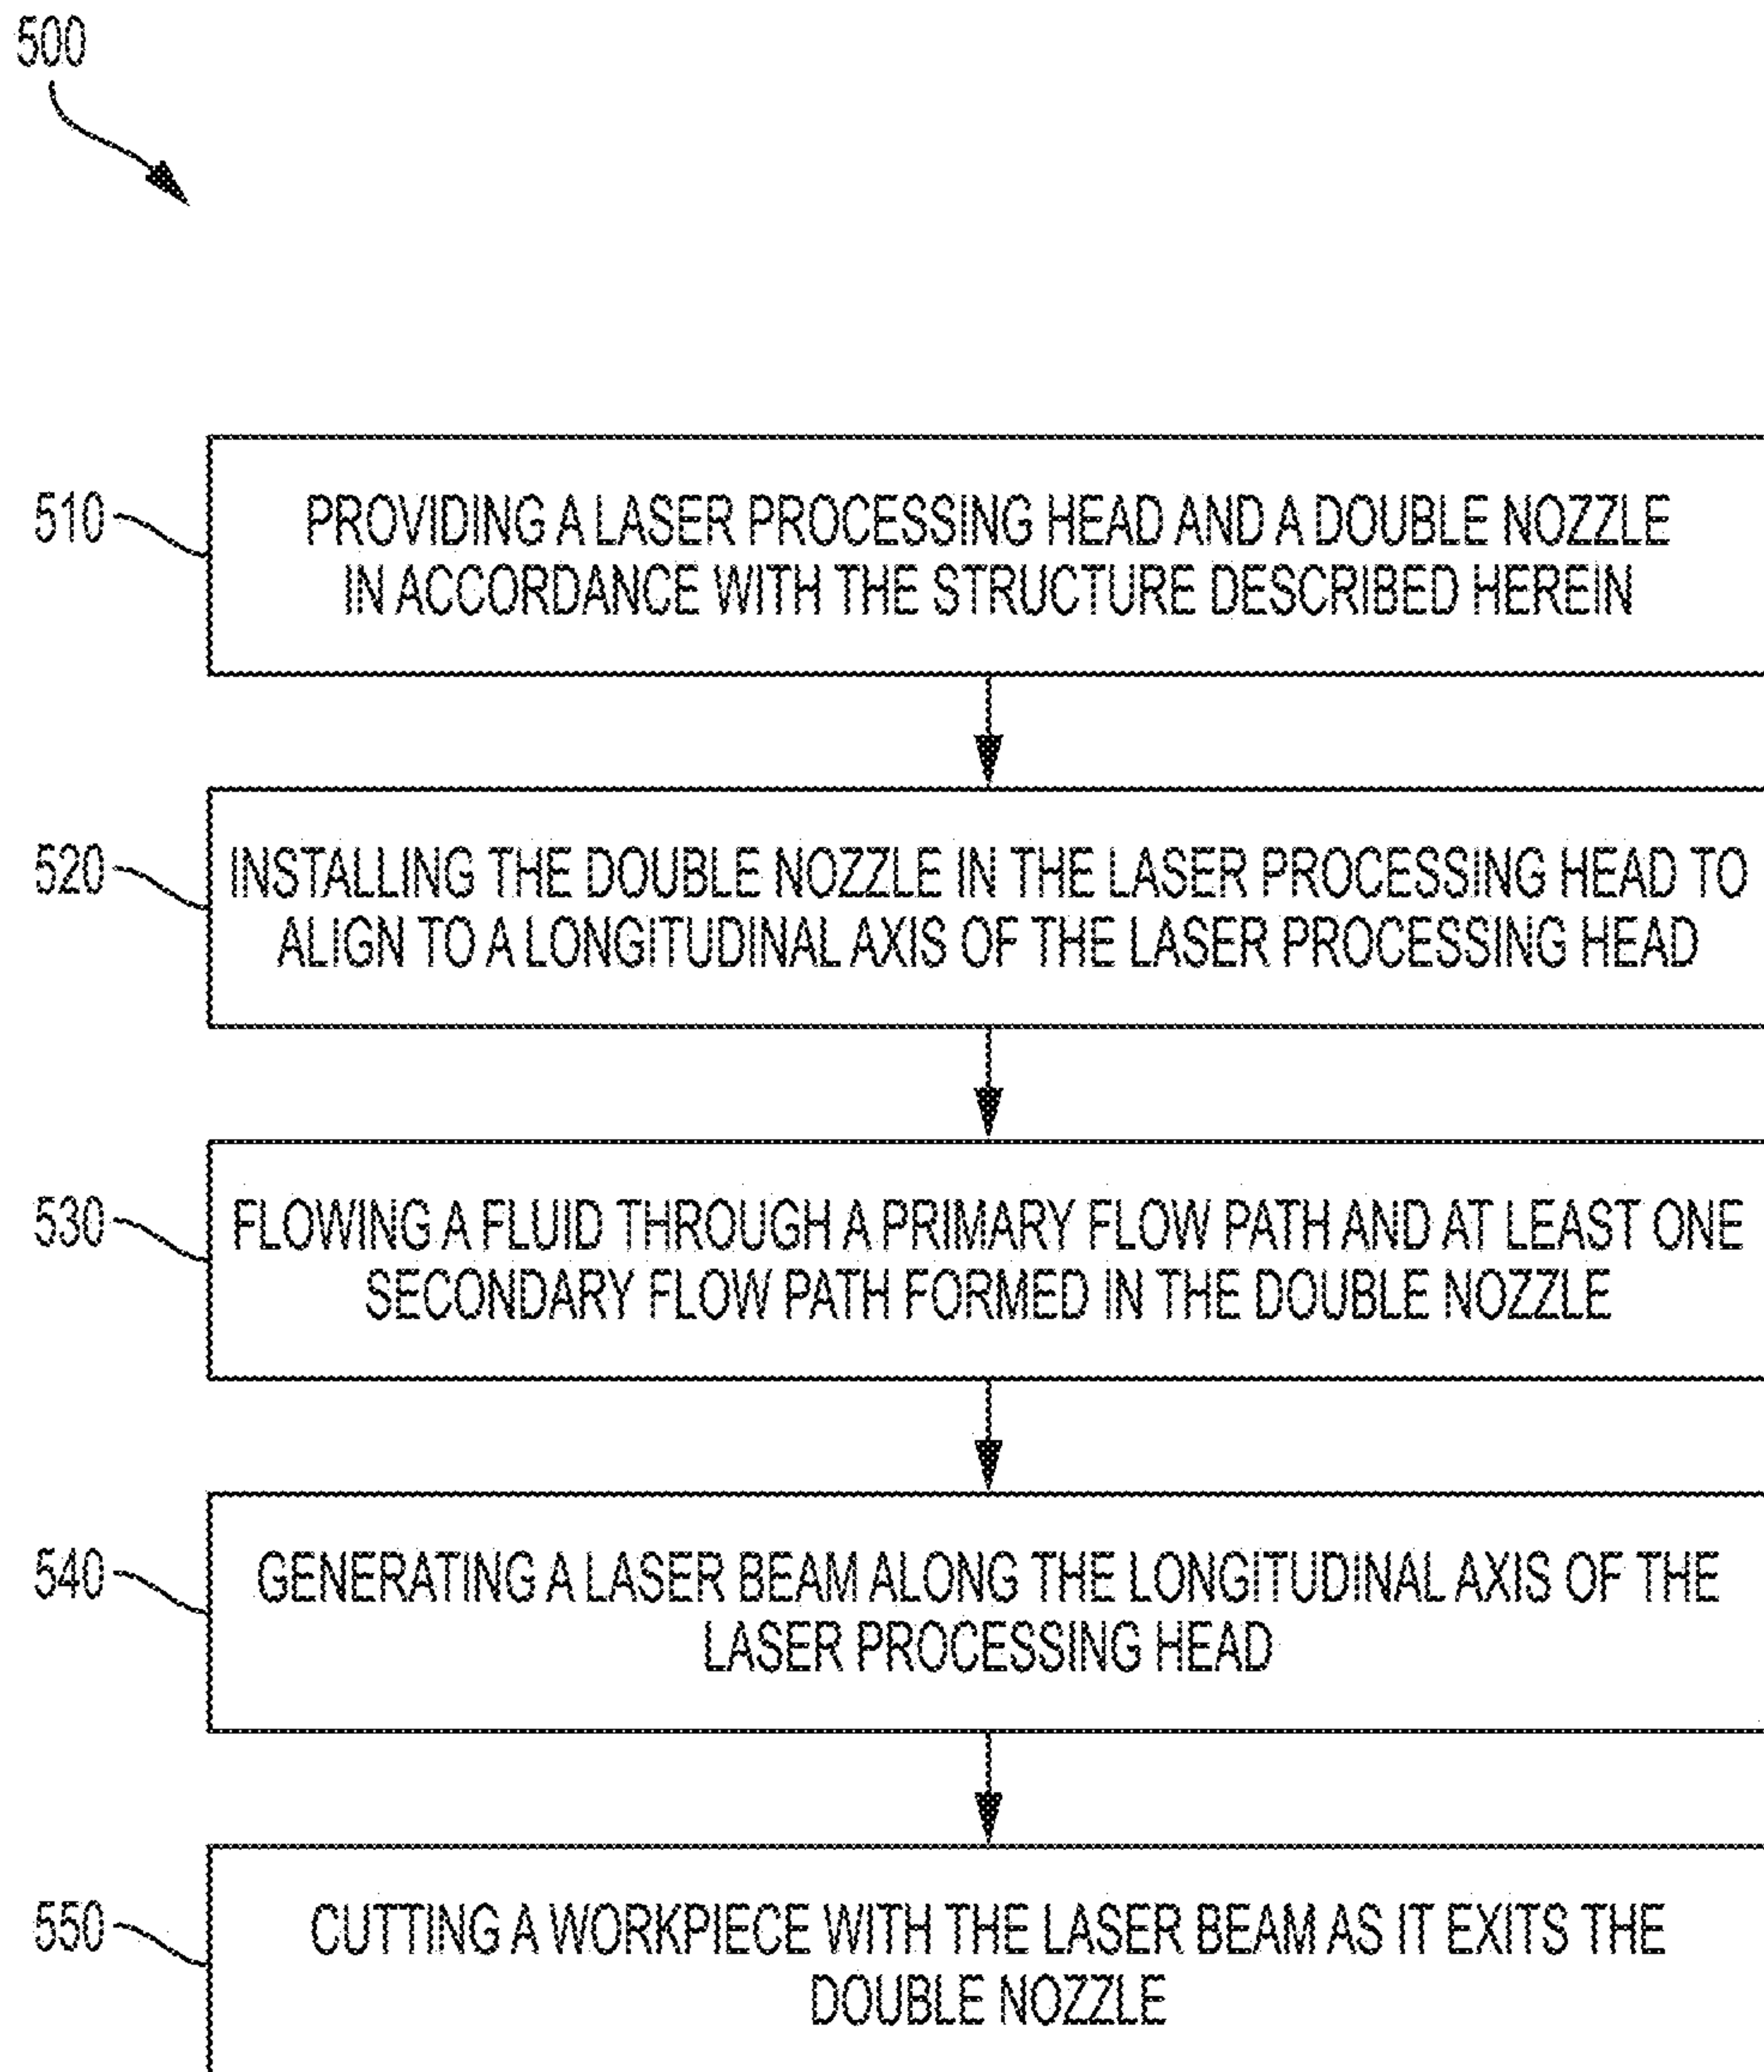 500
510
PROVIDING A LASER PROCESSING HEAD AND A DOUBLE NOZZLE
IN ACCORDANCE WITH THE STRUCTURE DESCRIBED HEREIN
520
INSTALLING THE DOUBLE NOZZLE IN THE LASER PROCESSING HEAD TO
ALIGN TO A LONGITUDINAL AXIS OF THE LASER PROCESSING HEAD
530
FLOWING A FLUID THROUGH A PRIMARY FLOW PATH AND AT LEAST ONE
SECONDARY FLOW PATH FORMED IN THE DOUBLE NOZZLE
540
GENERATING A LASER BEAM ALONG THE LONGITUDINAL AXIS OF THE
LASER PROCESSING HEAD
550
CUTTING A WORKPIECE WITH THE LASER BEAM AS IT EXITS THE
DOUBLE NOZZLE